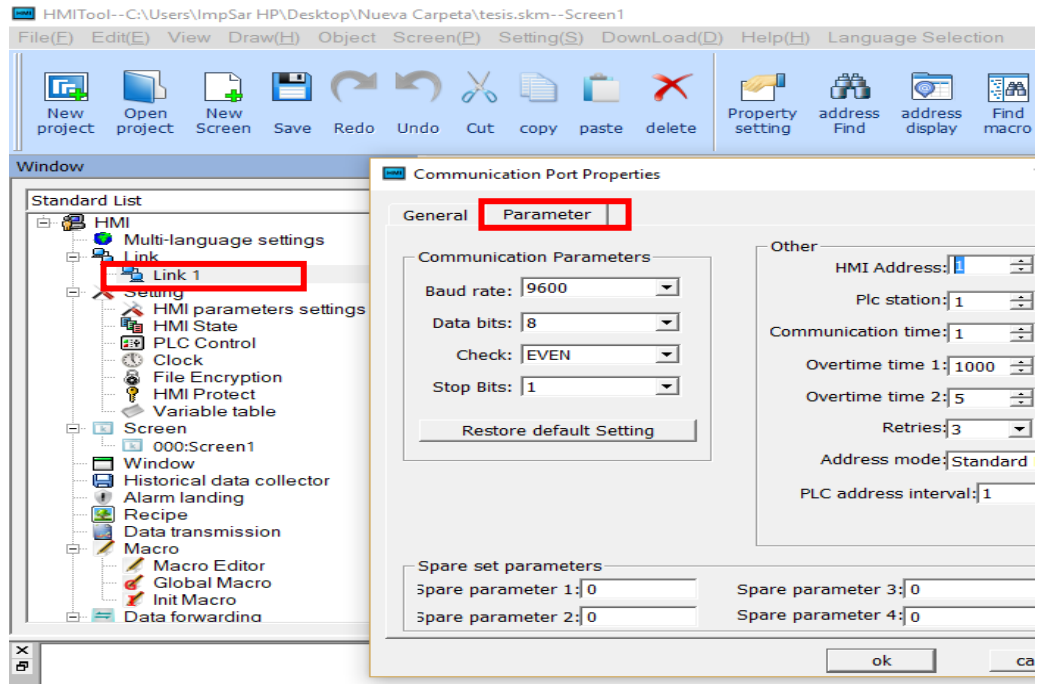 HMITool--C:\Users\ImpSar HP\Desktop\Nueva Carpeta\tesis.skm--Screen1
File(F) Edit(E) View Draw(H) Object Screen(P) Setting(S) DownLoad(D) Help(H) Language Selection
New project Open project New Screen Save Redo Undo Cut copy paste delete Property setting address Find address display Find macro
Window
Standard List
HMI
Multi-language settings
Link
Link 1
Setting
HMI parameters settings
HMI State
PLC Control
Clock
File Encryption
HMI Protect
Variable table
Screen
000:Screen1
Window
Historical data collector
Alarm landing
Recipe
Data transmission
Macro
Macro Editor
Global Macro
Init Macro
Data forwarding
Communication Port Properties
General Parameter
Communication Parameters
Baud rate: 9600
Data bits: 8
Check: EVEN
Stop Bits: 1
Restore default Setting
Other
HMI Address: 1
Plc station: 1
Communication time: 1
Overtime time 1: 1000
Overtime time 2: 5
Retries: 3
Address mode: Standard
PLC address interval: 1
Spare set parameters
Spare parameter 1: 0 Spare parameter 3: 0
Spare parameter 2: 0 Spare parameter 4: 0
ok ca